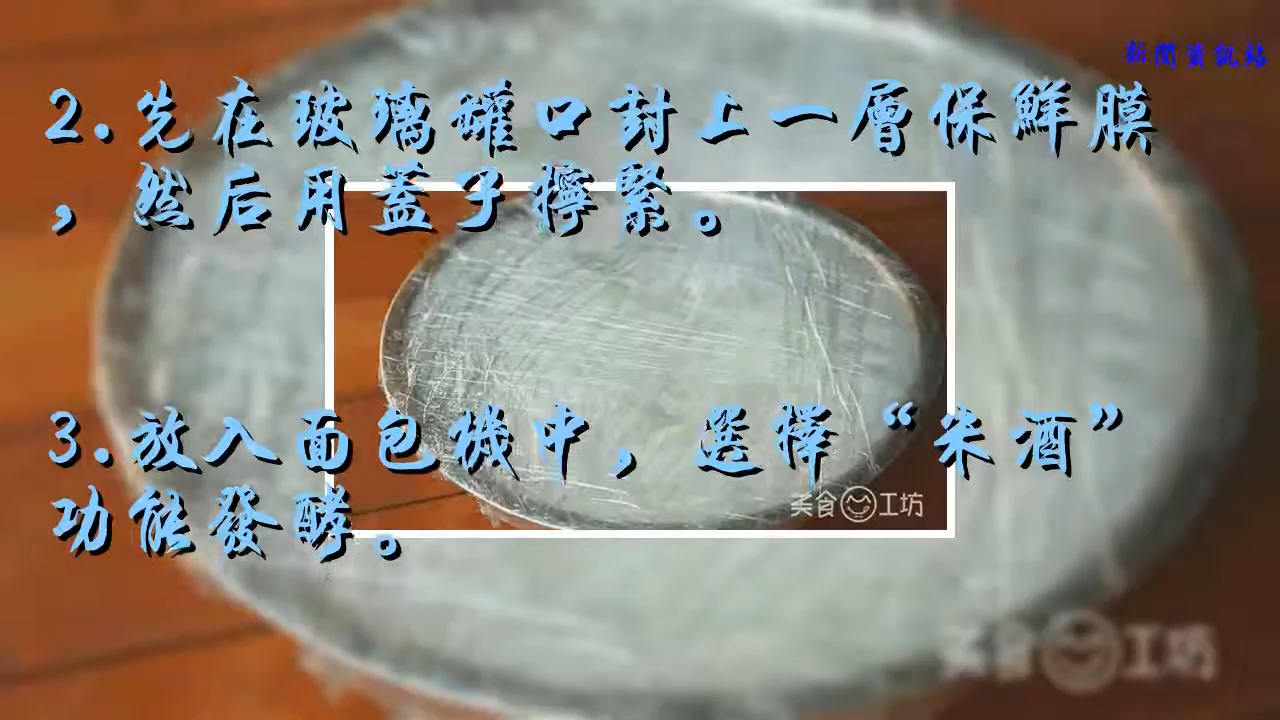 新聞資訊站
2.先在玻璃罐口封上一層保鮮膜
，然后用蓋子擰緊。
3.放入面包機中，選擇“米酒”
功能發酵。
美食工坊
美食工坊